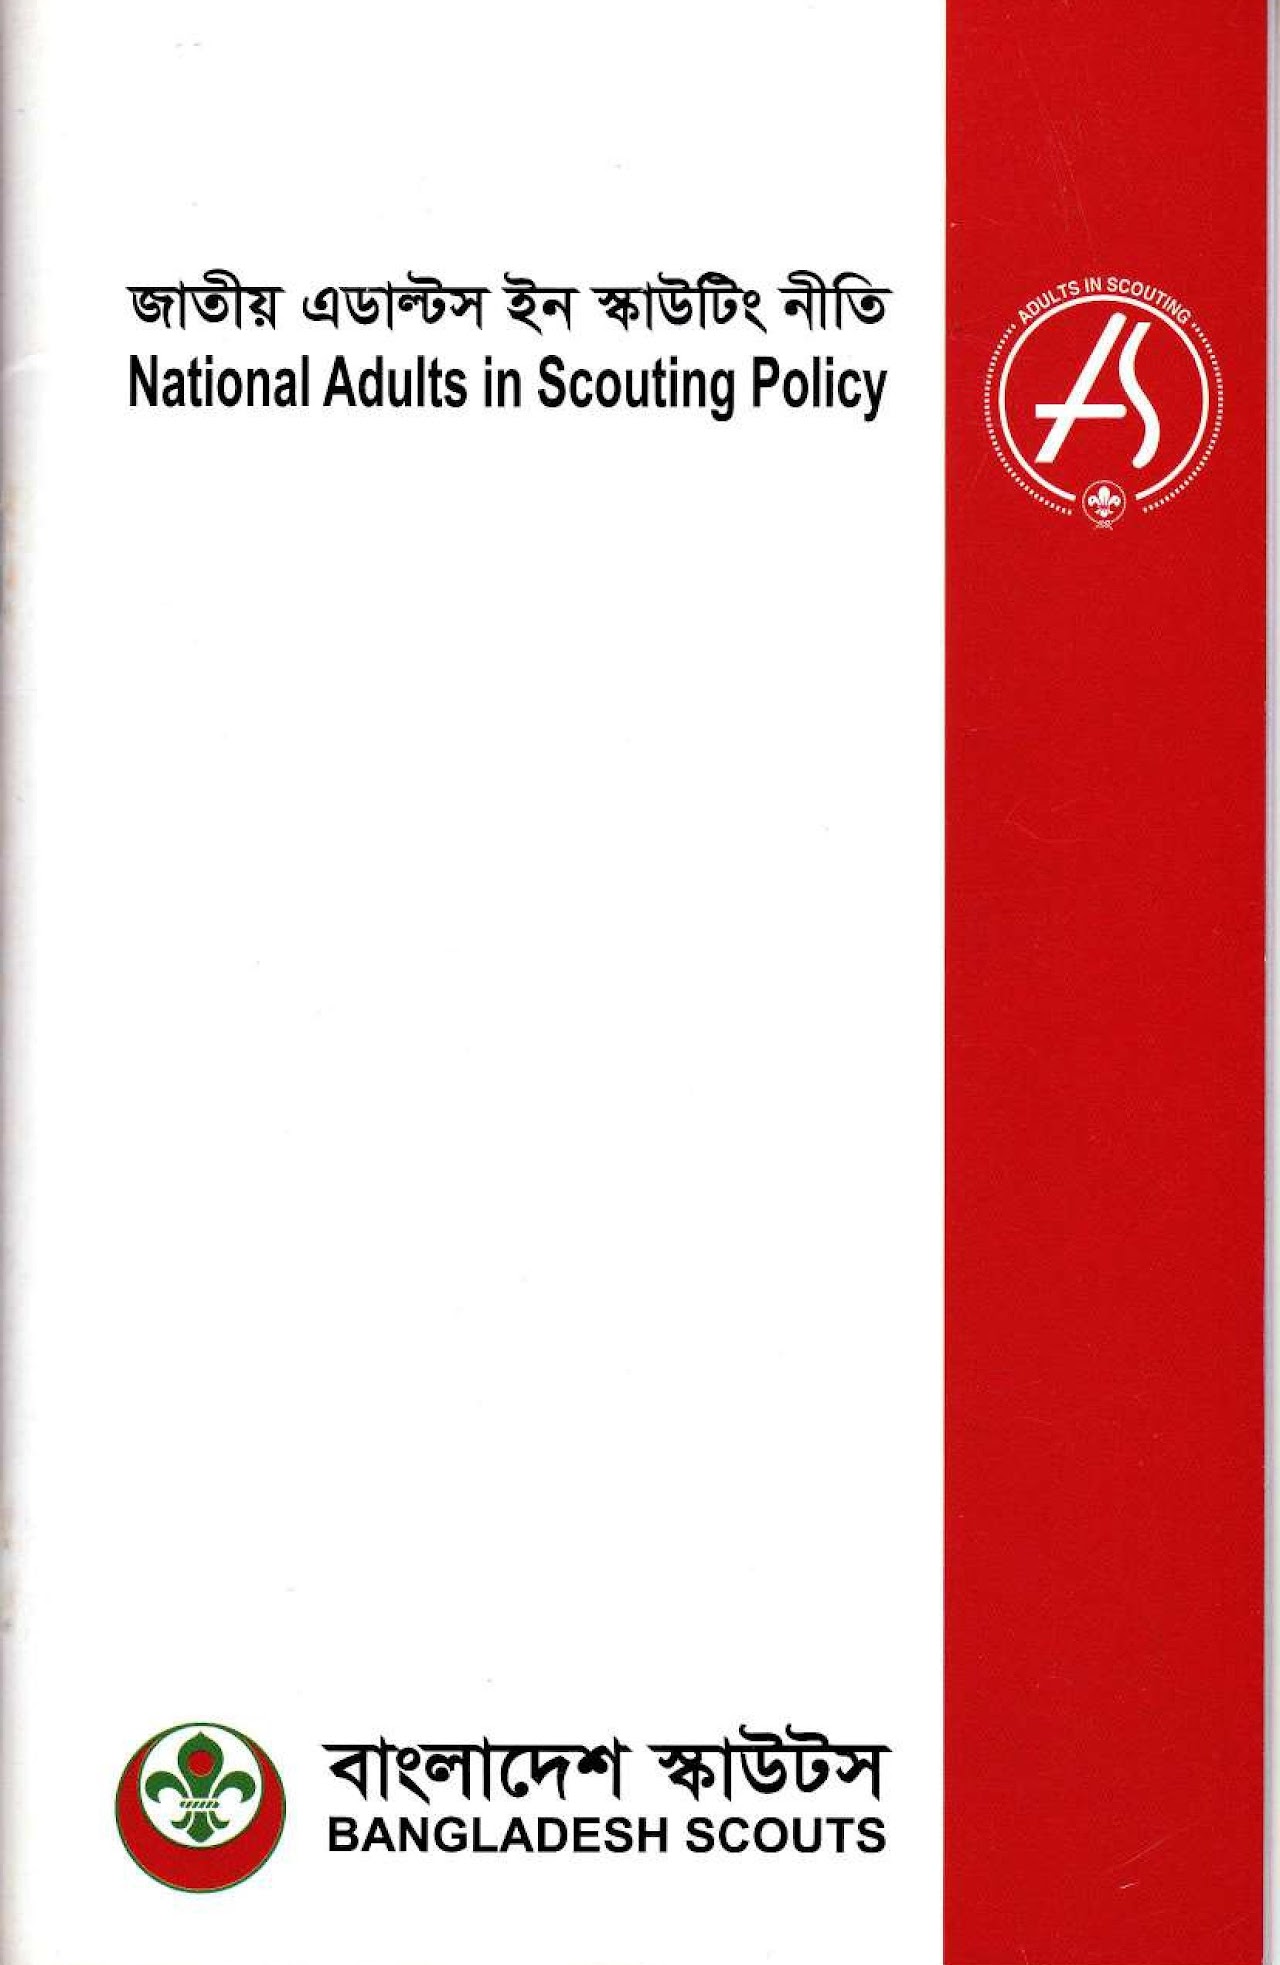 জাতীয় এডাল্টস ইন স্কাউটিং নীতি
National Adults in Scouting Policy
ADULTS IN SCOUTING
AS
বাংলাদেশ স্কাউটস
BANGLADESH SCOUTS